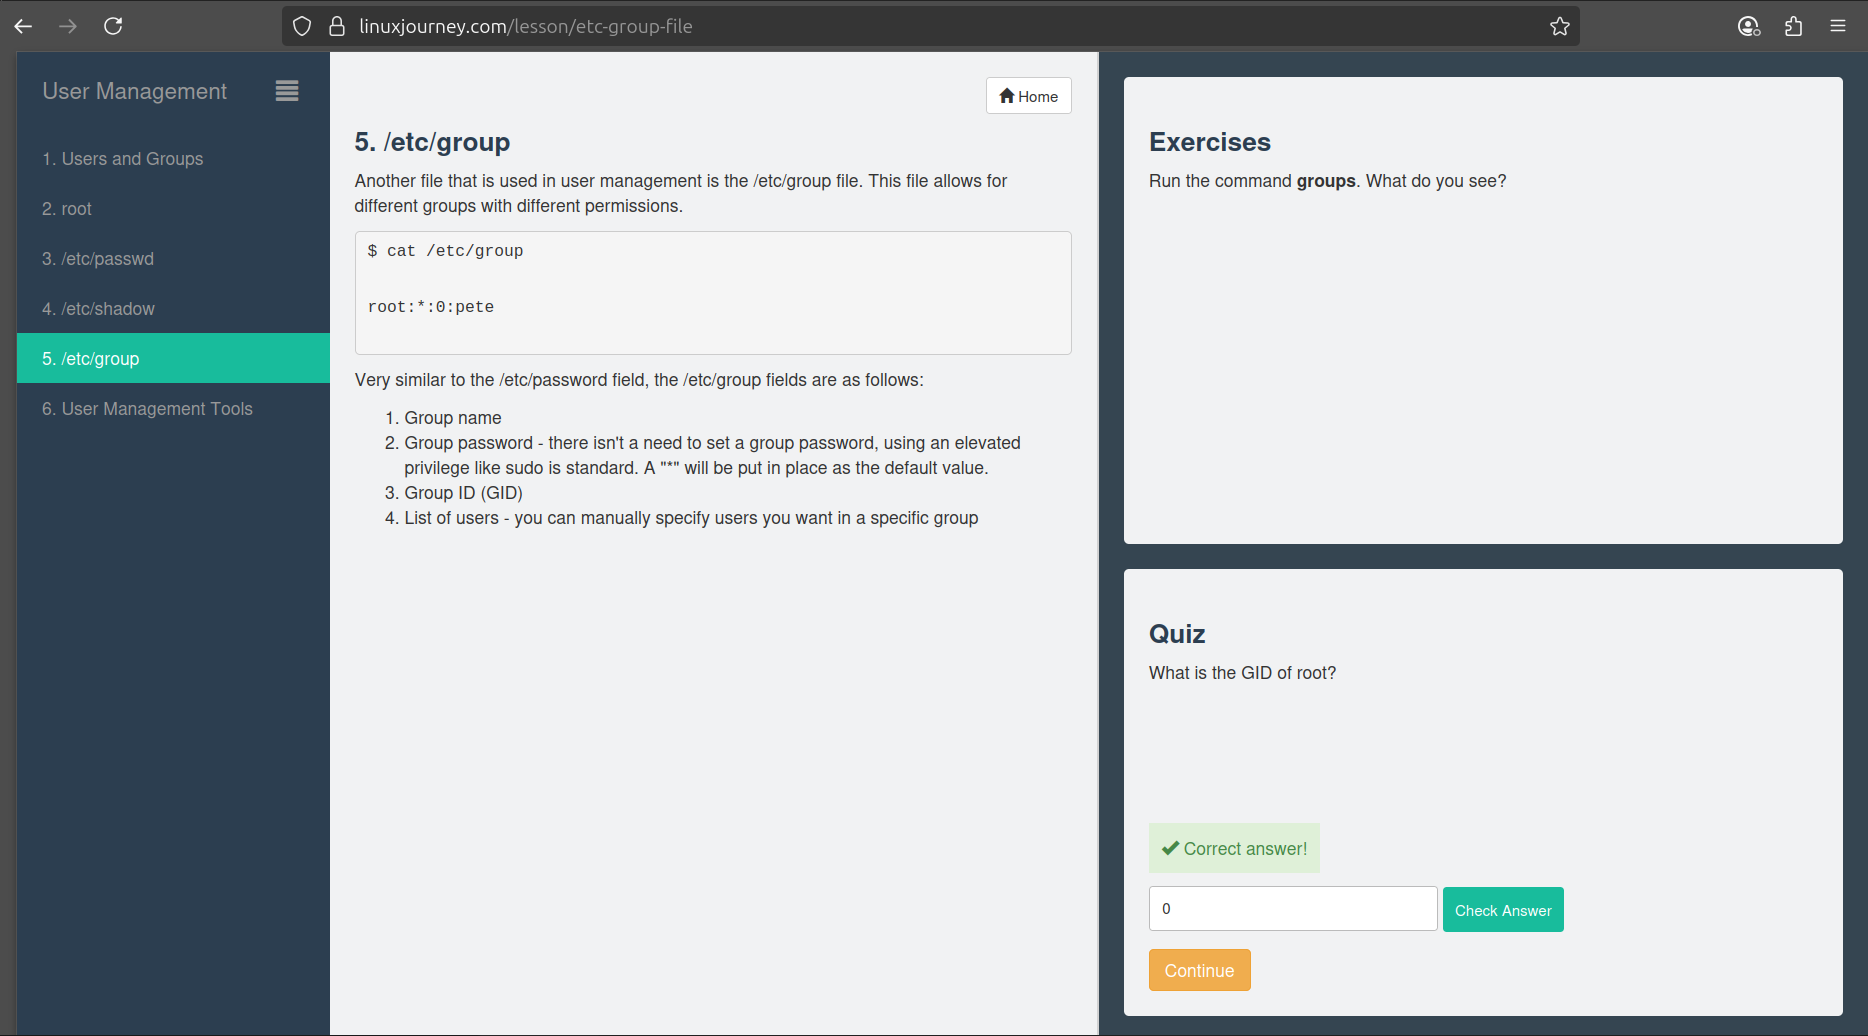 linuxjourney.com/lesson/etc-group-file
User Management
1. Users and Groups
2. root
3. /etc/passwd
4. /etc/shadow
5. /etc/group
6. User Management Tools
Home
5. /etc/group
Another file that is used in user management is the /etc/group file. This file allows for
different groups with different permissions.
$ cat /etc/group
root:*:0:pete
Very similar to the /etc/password field, the /etc/group fields are as follows:
1. Group name
2. Group password - there isn't a need to set a group password, using an elevated
privilege like sudo is standard. A "*" will be put in place as the default value.
3. Group ID (GID)
4. List of users - you can manually specify users you want in a specific group
Exercises
Run the command groups. What do you see?
Quiz
What is the GID of root?
Correct answer!
0
Check Answer
Continue